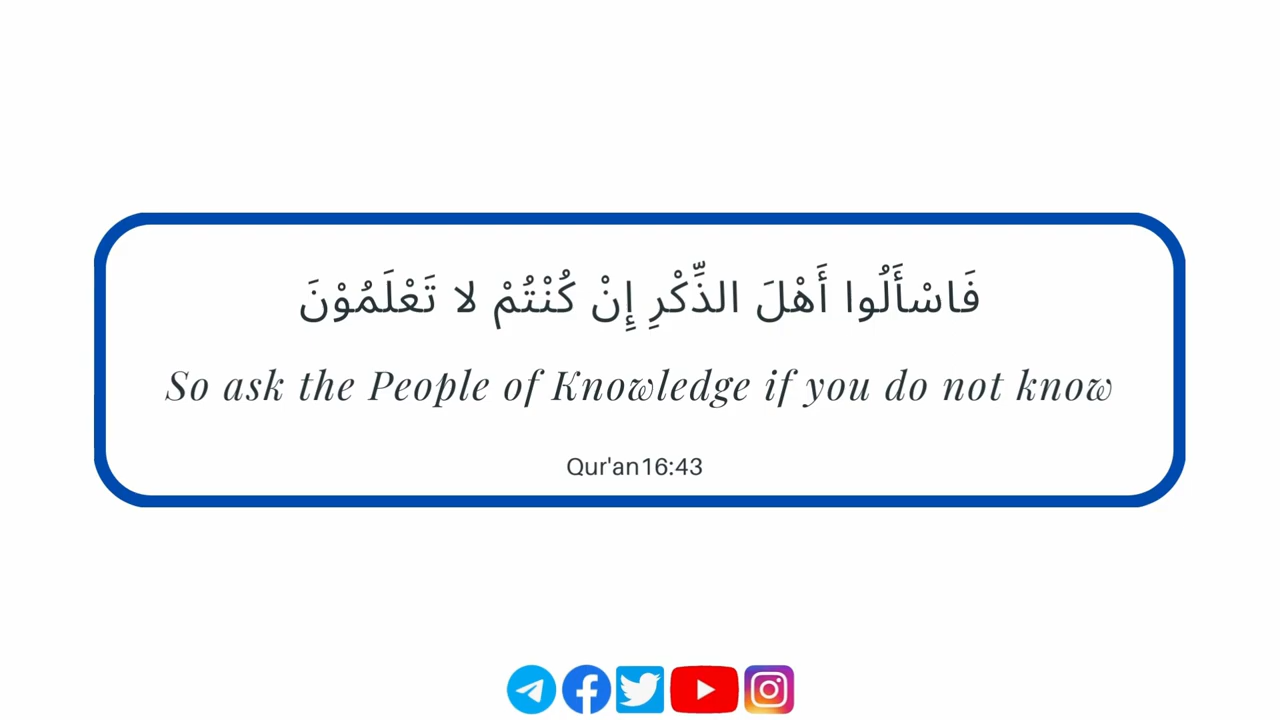 فَاسْأَلُوا أَهْلَ الذِّكْرِ إِنْ كُنْتُمْ لا تَعْلَمُوْنَ
So ask the People of Knowledge if you do not know
Qur'an16:43